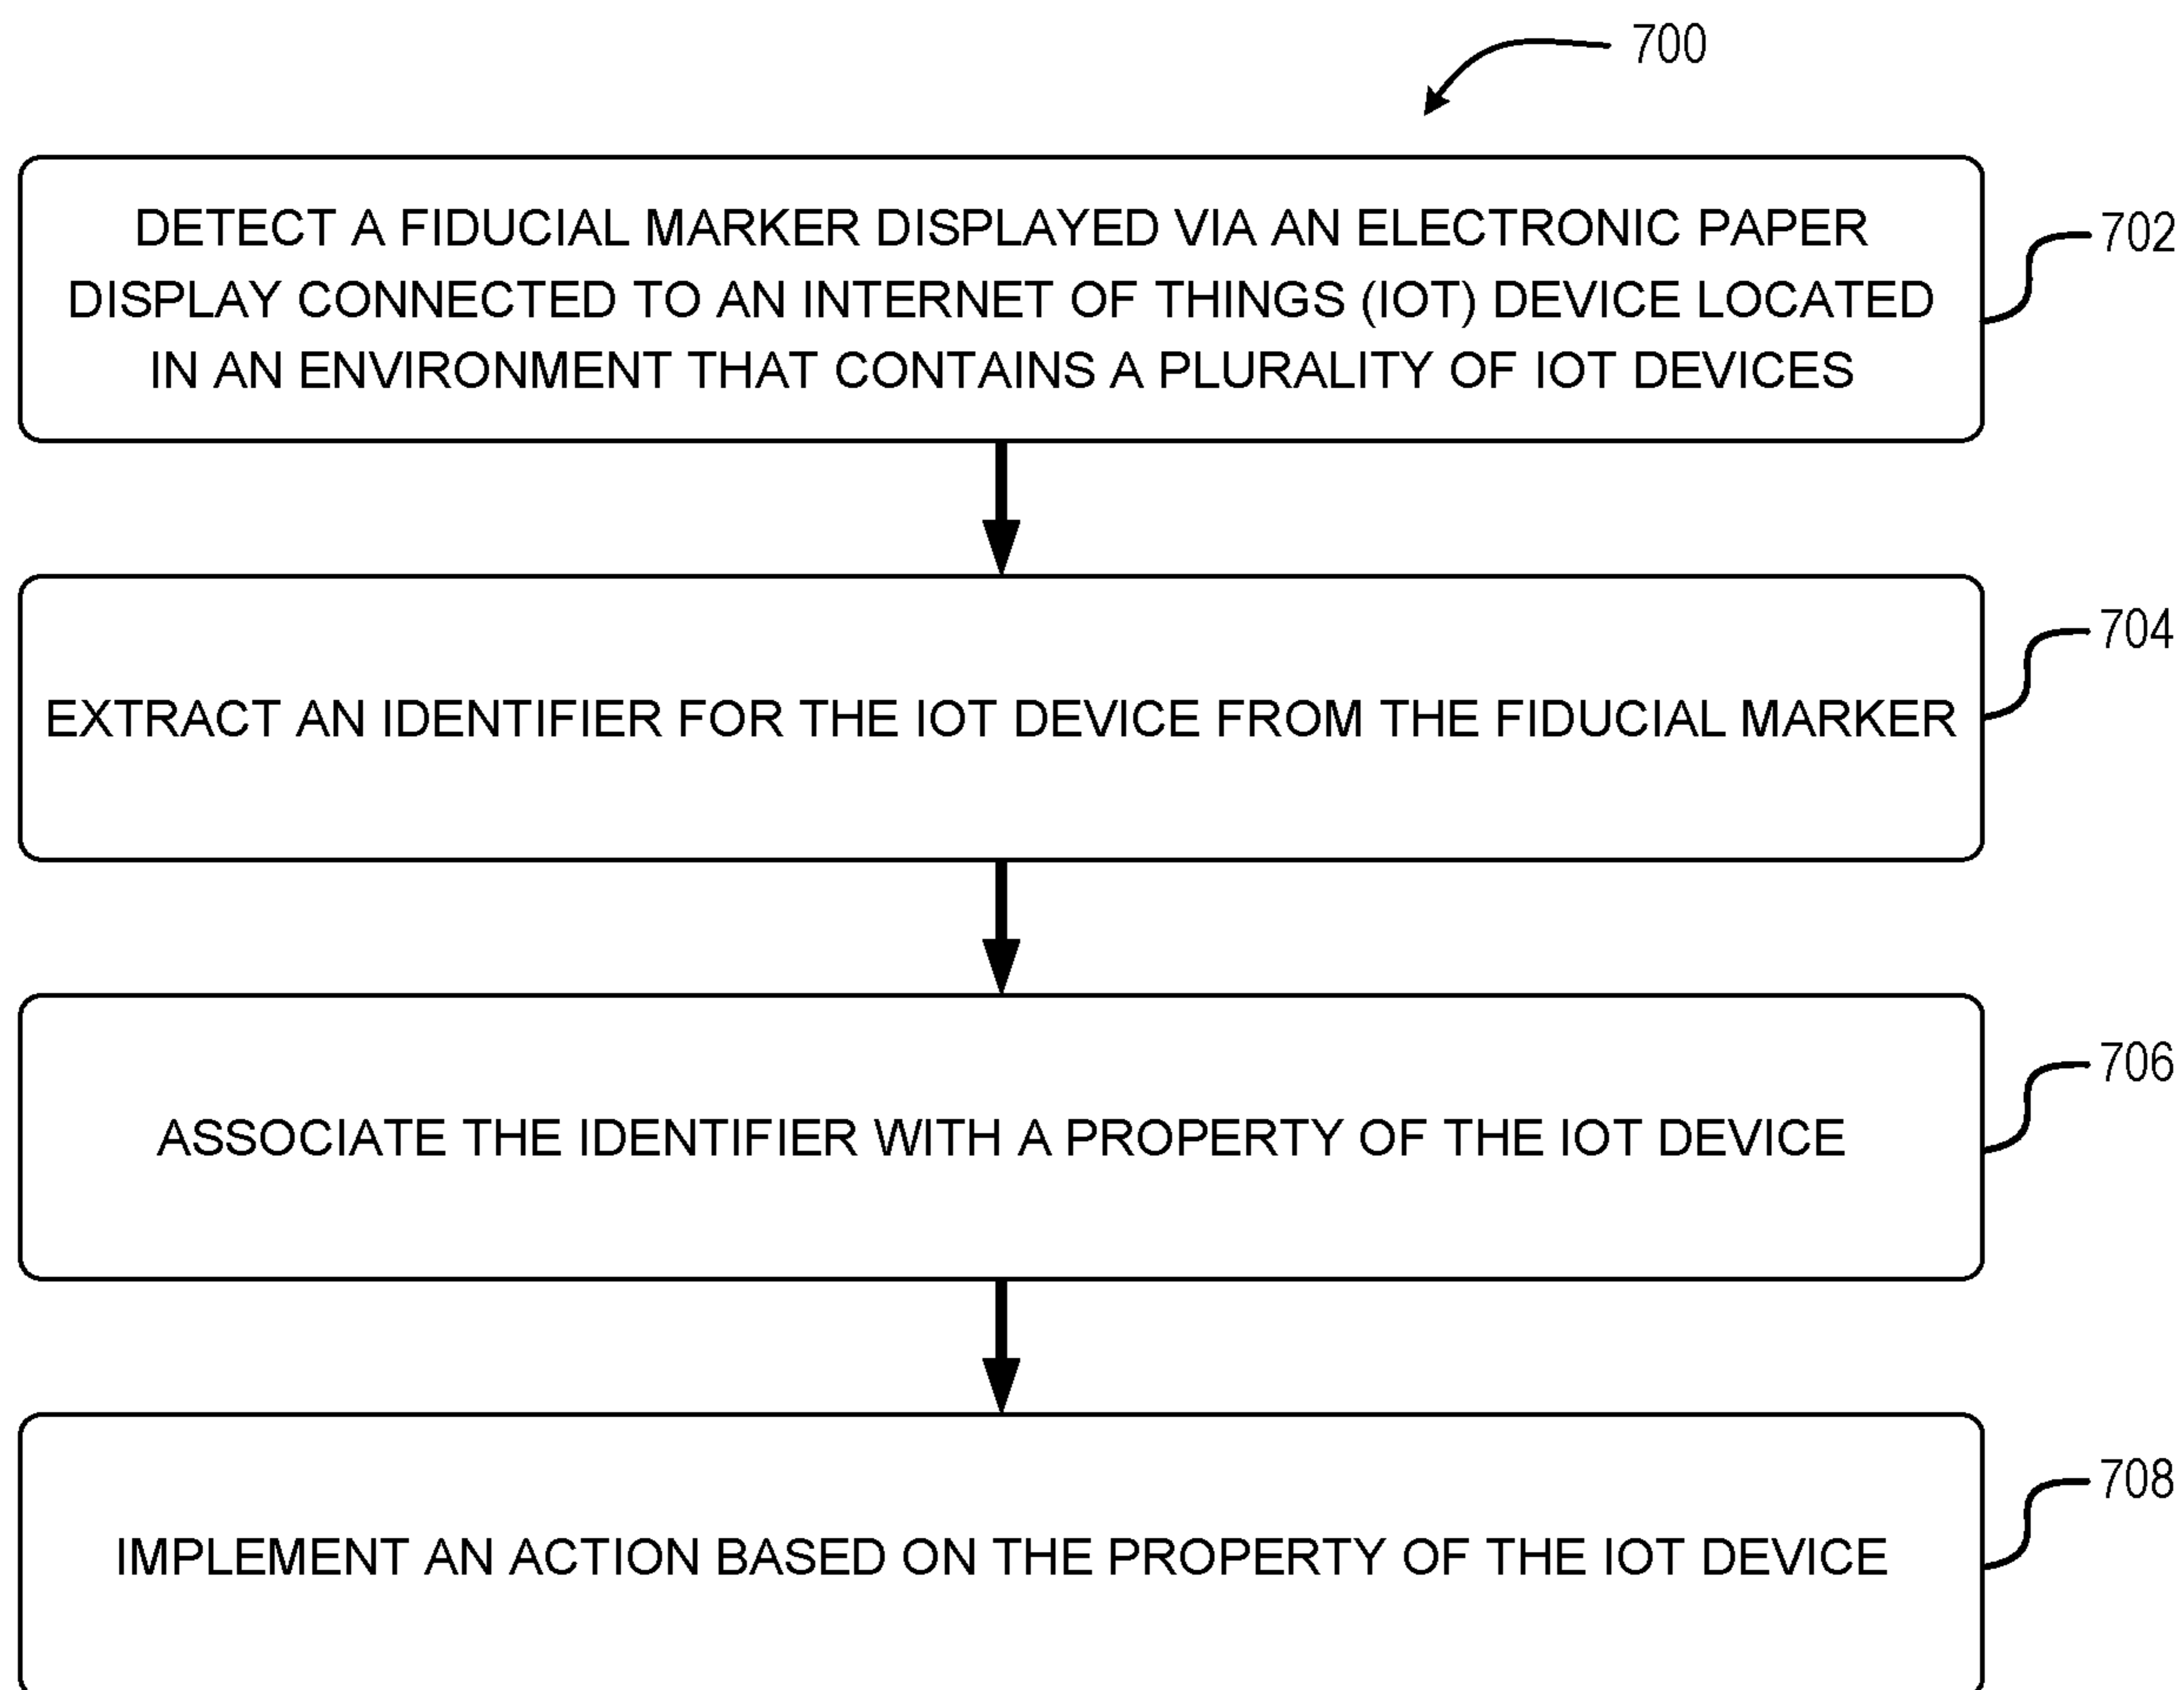 700
DETECT A FIDUCIAL MARKER DISPLAYED VIA AN ELECTRONIC PAPER
DISPLAY CONNECTED TO AN INTERNET OF THINGS (IOT) DEVICE LOCATED
IN AN ENVIRONMENT THAT CONTAINS A PLURALITY OF IOT DEVICES
702
EXTRACT AN IDENTIFIER FOR THE IOT DEVICE FROM THE FIDUCIAL MARKER
704
ASSOCIATE THE IDENTIFIER WITH A PROPERTY OF THE IOT DEVICE
706
IMPLEMENT AN ACTION BASED ON THE PROPERTY OF THE IOT DEVICE
708